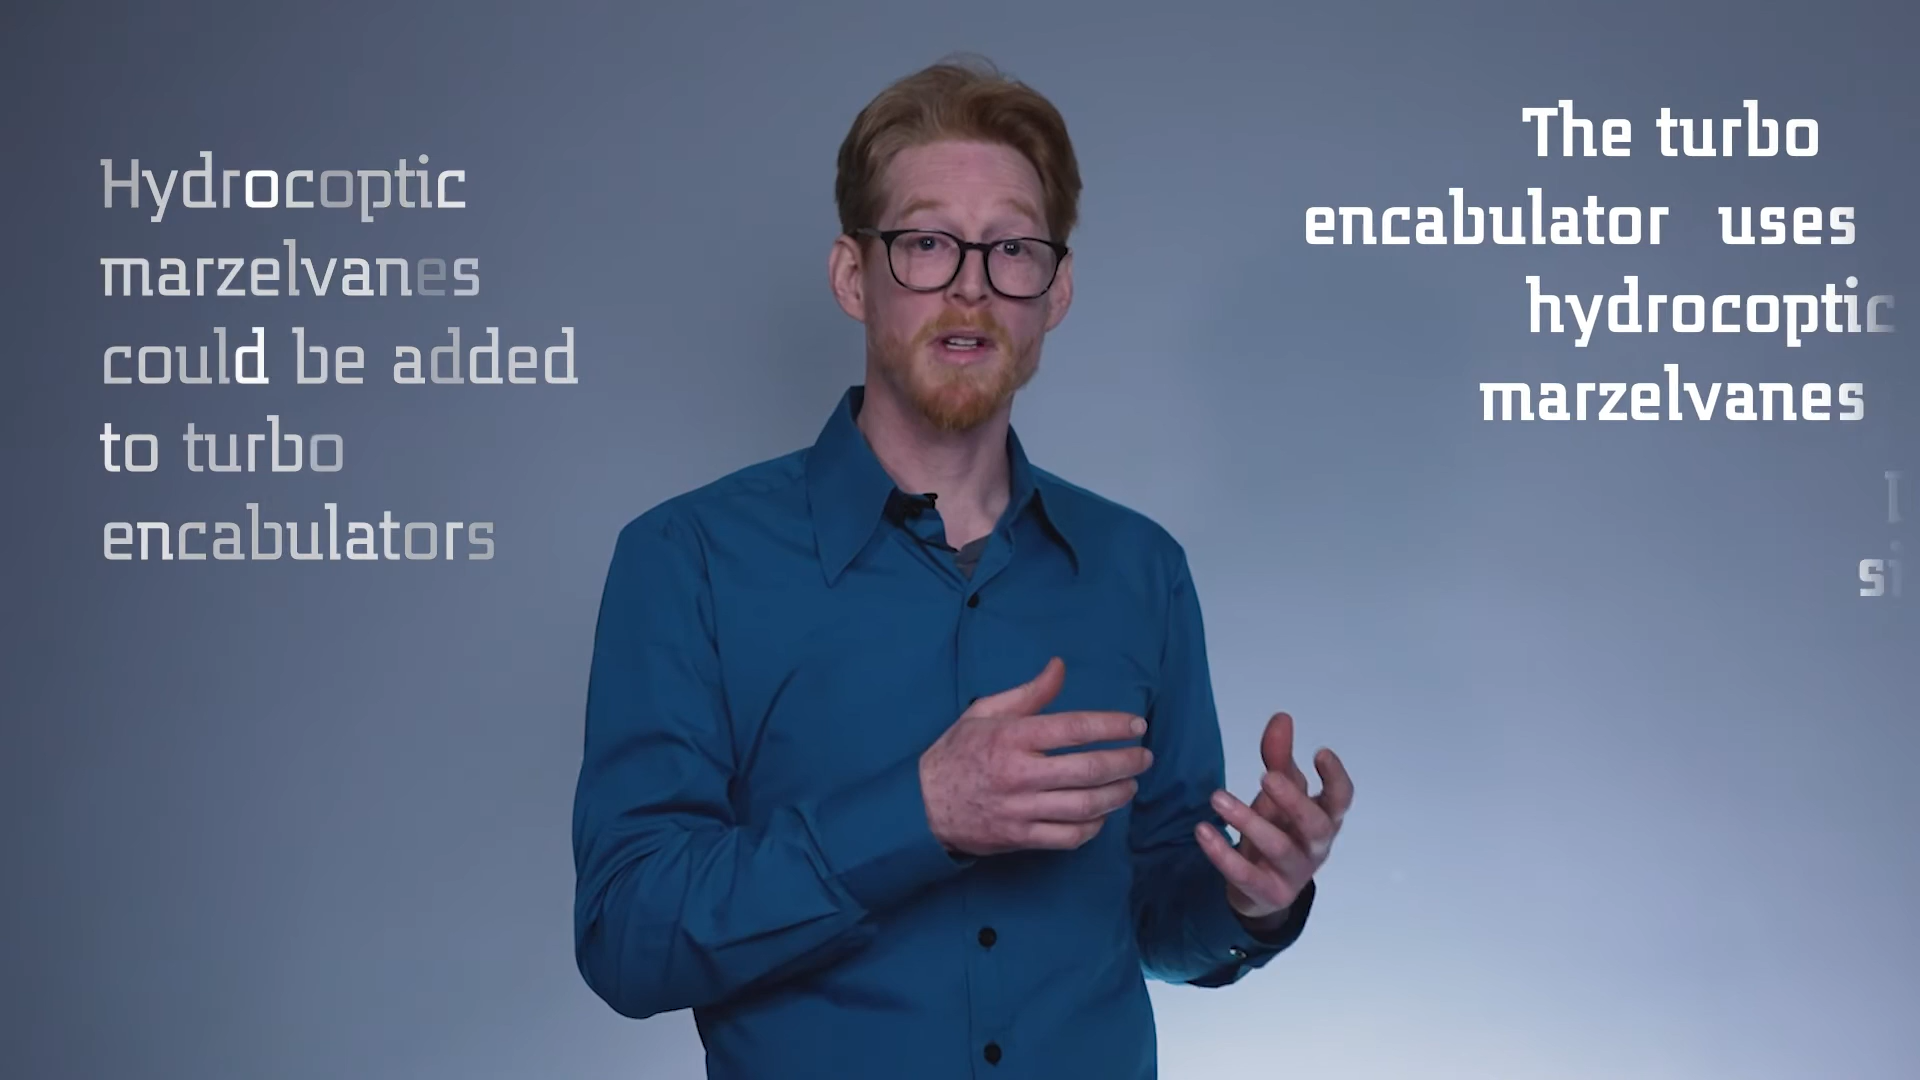 Hydrocoptic
marzelvanes
could be added
to turbo
encabulators
The turbo
encabulator uses
hydrocoptic
marzelvanes